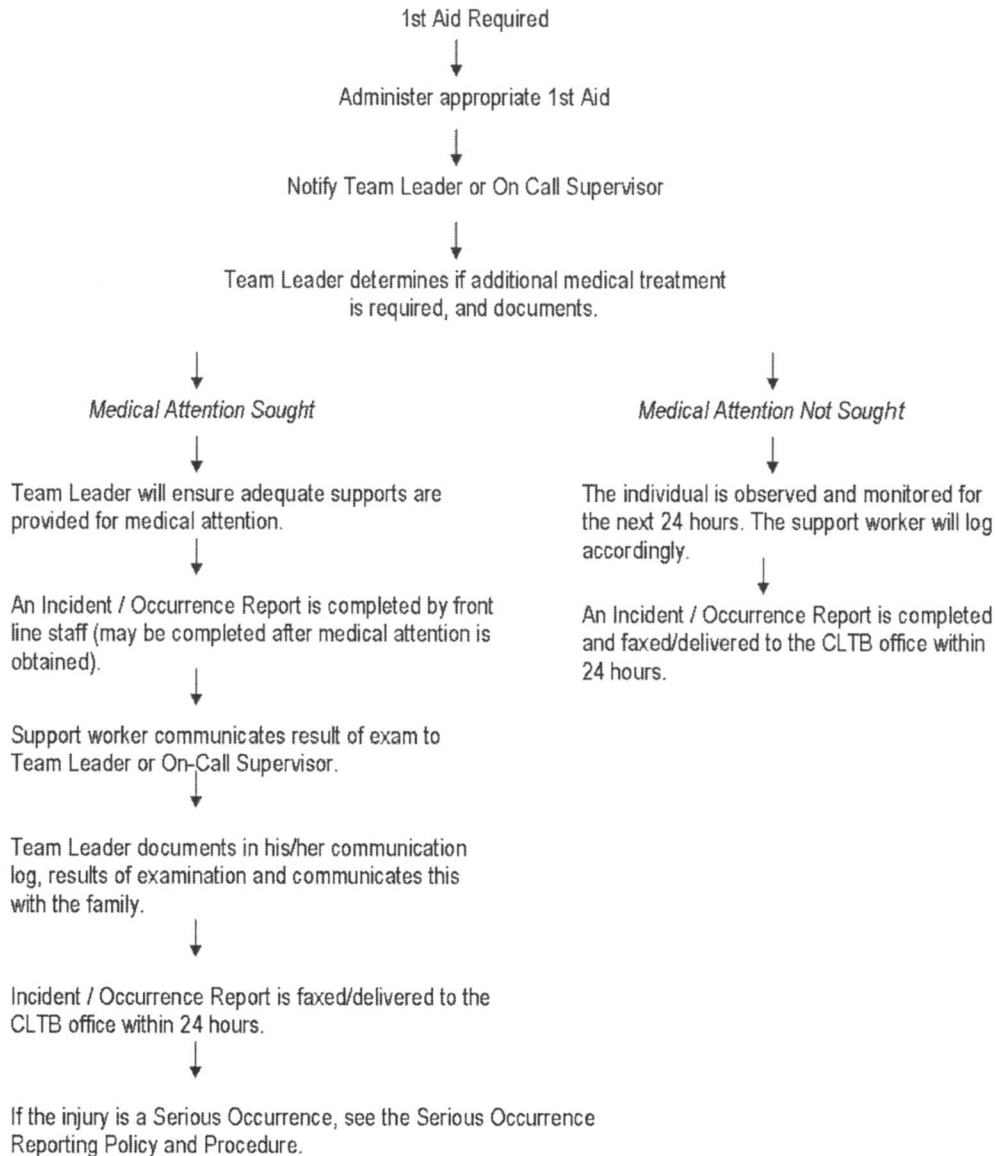 1st Aid Required
Administer appropriate 1st Aid
Notify Team Leader or On Call Supervisor
Team Leader determines if additional medical treatment
is required, and documents.
Medical Attention Sought
Team Leader will ensure adequate supports are
provided for medical attention.
An Incident / Occurrence Report is completed by front
line staff (may be completed after medical attention is
obtained).
Support worker communicates result of exam to
Team Leader or On-Call Supervisor.
Team Leader documents in his/her communication
log, results of examination and communicates this
with the family.
Incident / Occurrence Report is faxed/delivered to the
CLTB office within 24 hours.
If the injury is a Serious Occurrence, see the Serious Occurrence
Reporting Policy and Procedure.
Medical Attention Not Sought
The individual is observed and monitored for
the next 24 hours. The support worker will log
accordingly.
An Incident / Occurrence Report is completed
and faxed/delivered to the CLTB office within
24 hours.